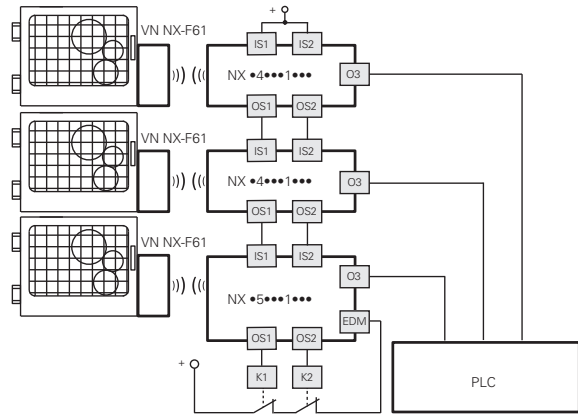 +
VN NX-F61
IS1 IS2
NX •4•••1•••
O3
OS1 OS2
VN NX-F61
IS1 IS2
NX •4•••1•••
O3
OS1 OS2
VN NX-F61
IS1 IS2
O3
NX •5•••1•••
EDM
OS1 OS2
+
K1 K2
PLC